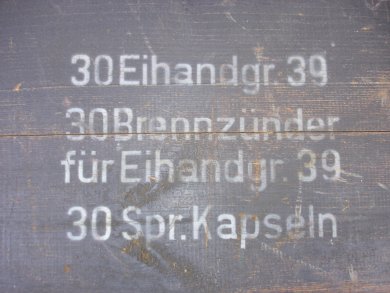 30 Eihandgr. 39
30 Brennzünder
für Eihandgr. 39
30 Spr. Kapseln